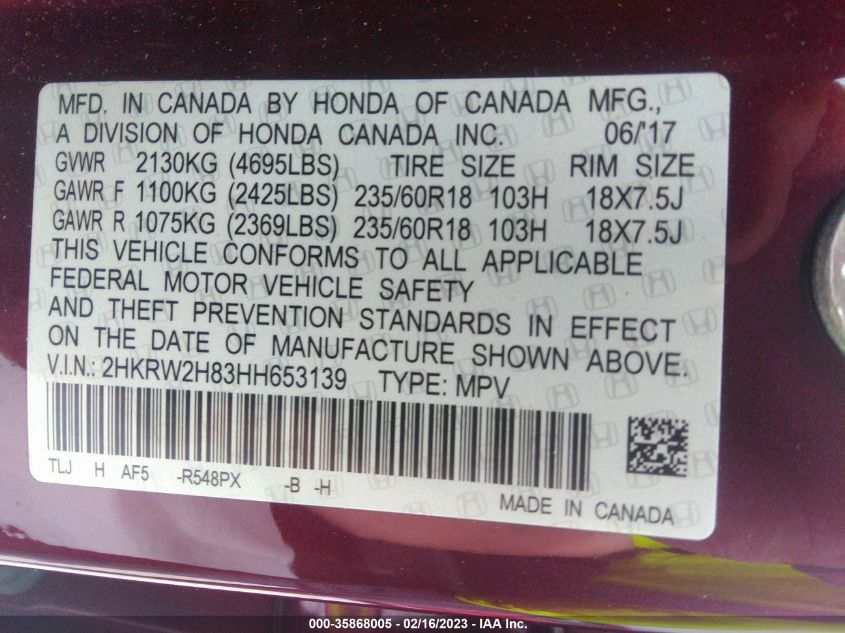 MFD. IN CANADA BY HONDA OF CANADA MFG.,
A DIVISION OF HONDA CANADA INC. 06/'17
GVWR 2130KG (4695LBS) TIRE SIZE RIM SIZE
GAWR F 1100KG (2425LBS) 235/60R18 103H 18X7.5J
GAWR R 1075KG (2369LBS) 235/60R18 103H 18X7.5J
THIS VEHICLE CONFORMS TO ALL APPLICABLE
FEDERAL MOTOR VEHICLE SAFETY
AND THEFT PREVENTION STANDARDS IN EFFECT
ON THE DATE OF MANUFACTURE SHOWN ABOVE.
V.I.N.: 2HKRW2H83HH653139 TYPE: MPV
TLJ H AF5 -R548PX -B -H
MADE IN CANADA
000-35868005 - 02/16/2023 - IAA Inc.